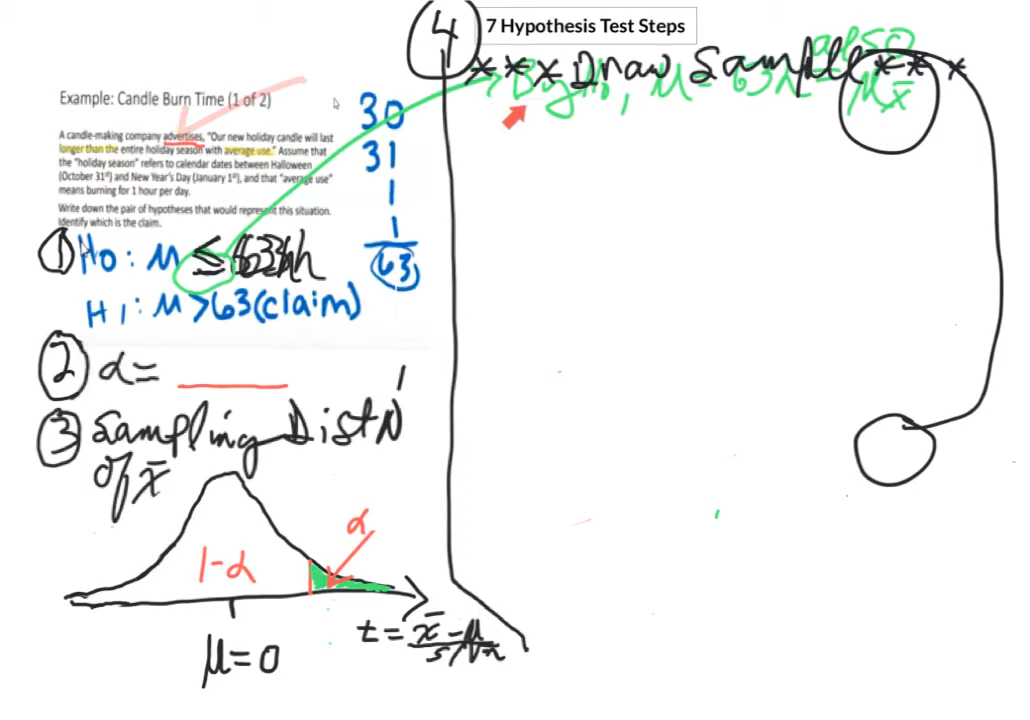 7 Hypothesis Test Steps
Example: Candle Burn Time (1 of 2)
A candle-making company advertises, "Our new holiday candle will last
longer than the entire holiday season with average use." Assume that
the "holiday season" refers to calendar dates between Halloween
(October 31st) and New Year's Day (January 1st), and that "average use"
means burning for 1 hour per day.
Write down the pair of hypotheses that would represent this situation.
Identify which is the claim.
30
31
1
1
63
① H0: μ ≤
H1: μ >63(claim)
② α=
③ Sampling DistN
of x̄
1-α
α
μ=0
t = x̄-μ
s/√n
④
***Draw Sample***
also
By H0, μ = 63h
μx̄